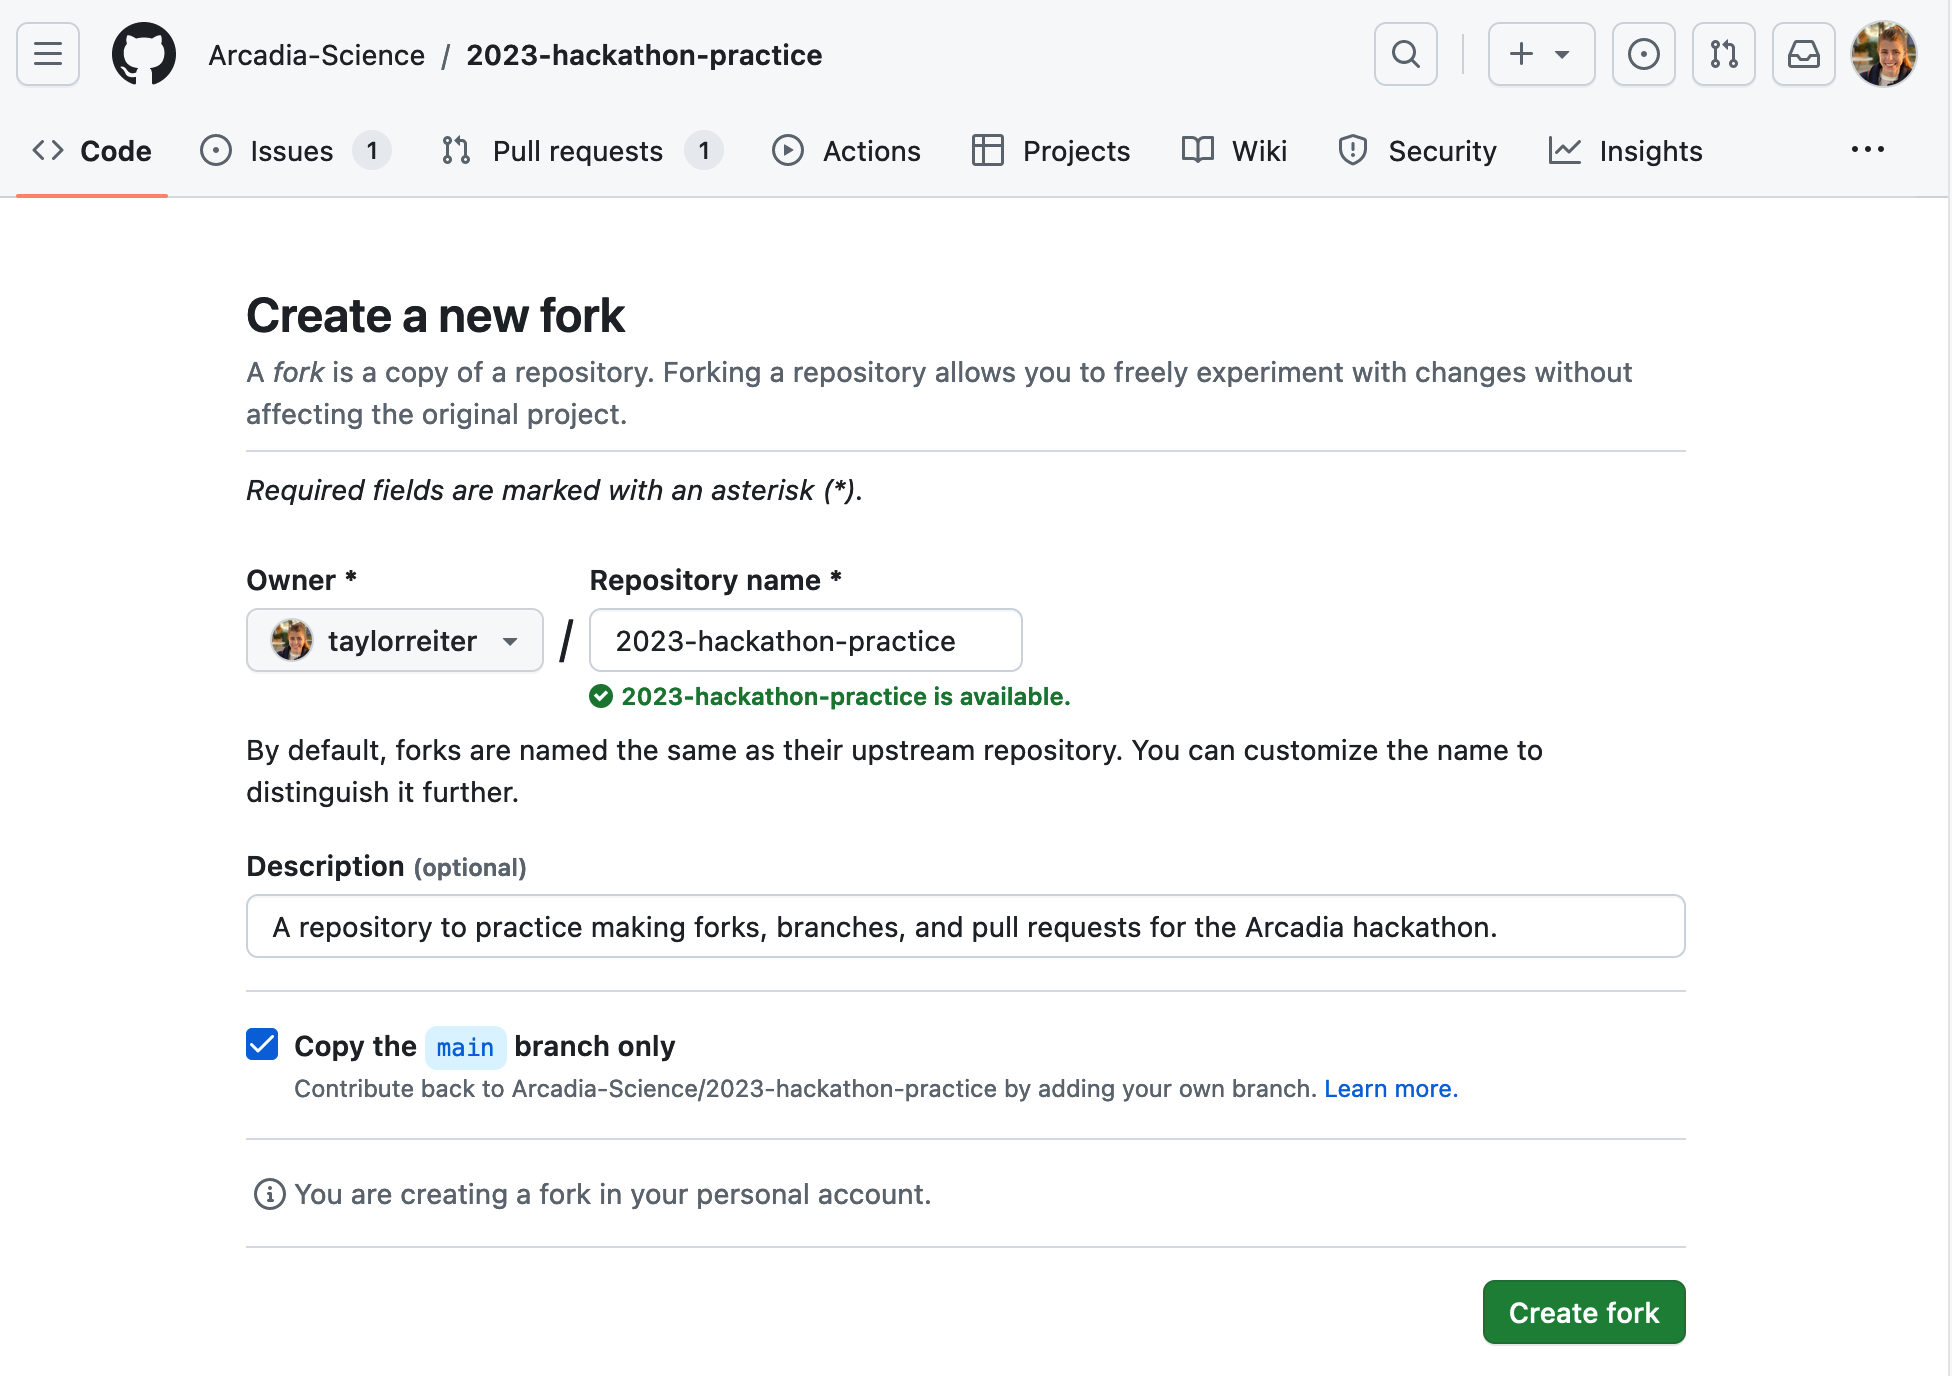 Arcadia-Science / 2023-hackathon-practice
Code Issues 1 Pull requests 1 Actions Projects Wiki Security Insights
Create a new fork
A fork is a copy of a repository. Forking a repository allows you to freely experiment with changes without
affecting the original project.
Required fields are marked with an asterisk (*).
Owner * Repository name *
taylorreiter / 2023-hackathon-practice
2023-hackathon-practice is available.
By default, forks are named the same as their upstream repository. You can customize the name to
distinguish it further.
Description (optional)
A repository to practice making forks, branches, and pull requests for the Arcadia hackathon.
Copy the main branch only
Contribute back to Arcadia-Science/2023-hackathon-practice by adding your own branch. Learn more.
You are creating a fork in your personal account.
Create fork